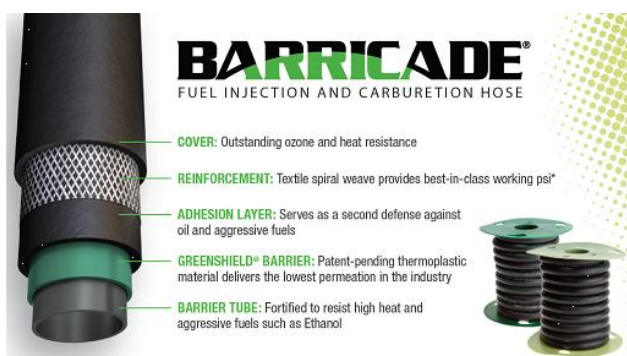 BARRICADE®
FUEL INJECTION AND CARBURETION HOSE
COVER: Outstanding ozone and heat resistance
REINFORCEMENT: Textile spiral weave provides best-in-class working psi*
ADHESION LAYER: Serves as a second defense against
oil and aggressive fuels
GREENSHIELD® BARRIER: Patent-pending thermoplastic
material delivers the lowest permeation in the industry
BARRIER TUBE: Fortified to resist high heat and
aggressive fuels such as Ethanol